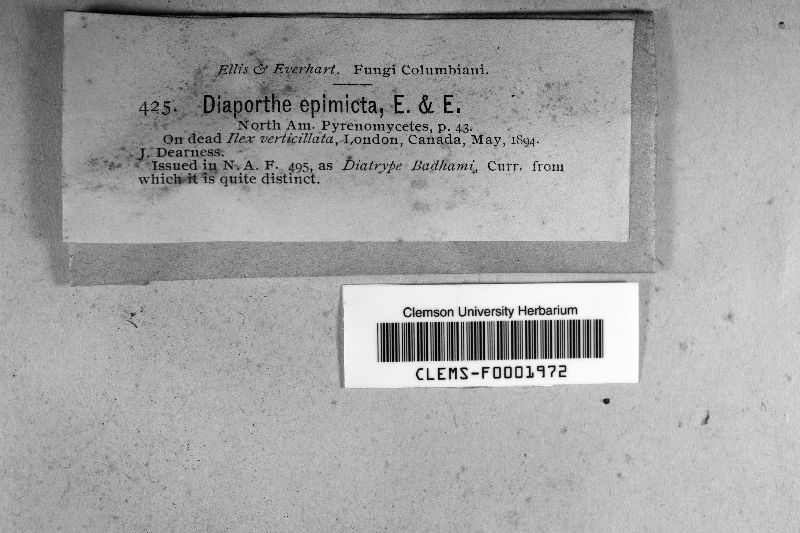 Ellis & Everhart. Fungi Columbiani.
425. Diaporthe epimicta, E. & E.
North Am. Pyrenomycetes, p. 43.
On dead Ilex verticillata, London, Canada, May, 1894.
J. Dearness.
Issued in N. A. F. 495, as Diatrype Badhami, Curr. from
which it is quite distinct.
Clemson University Herbarium
CLEMS-F0001972